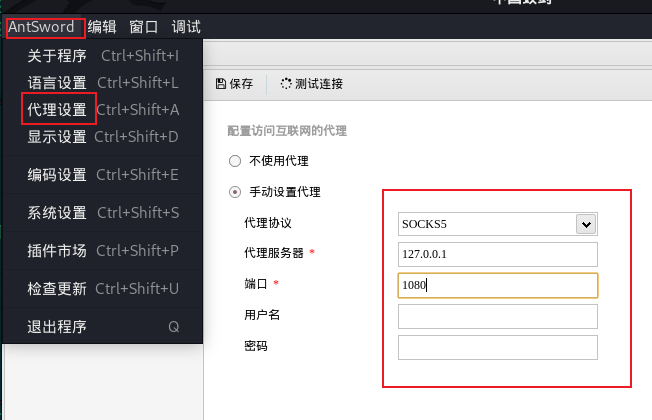 AntSword 编辑 窗口 调试
关于程序 Ctrl+Shift+I
语言设置 Ctrl+Shift+L
代理设置 Ctrl+Shift+A
显示设置 Ctrl+Shift+D
编码设置 Ctrl+Shift+E
系统设置 Ctrl+Shift+S
插件市场 Ctrl+Shift+P
检查更新 Ctrl+Shift+U
退出程序 Q
保存 测试连接
配置访问互联网的代理
不使用代理
手动设置代理
代理协议 SOCKS5
代理服务器 * 127.0.0.1
端口 * 1080
用户名
密码